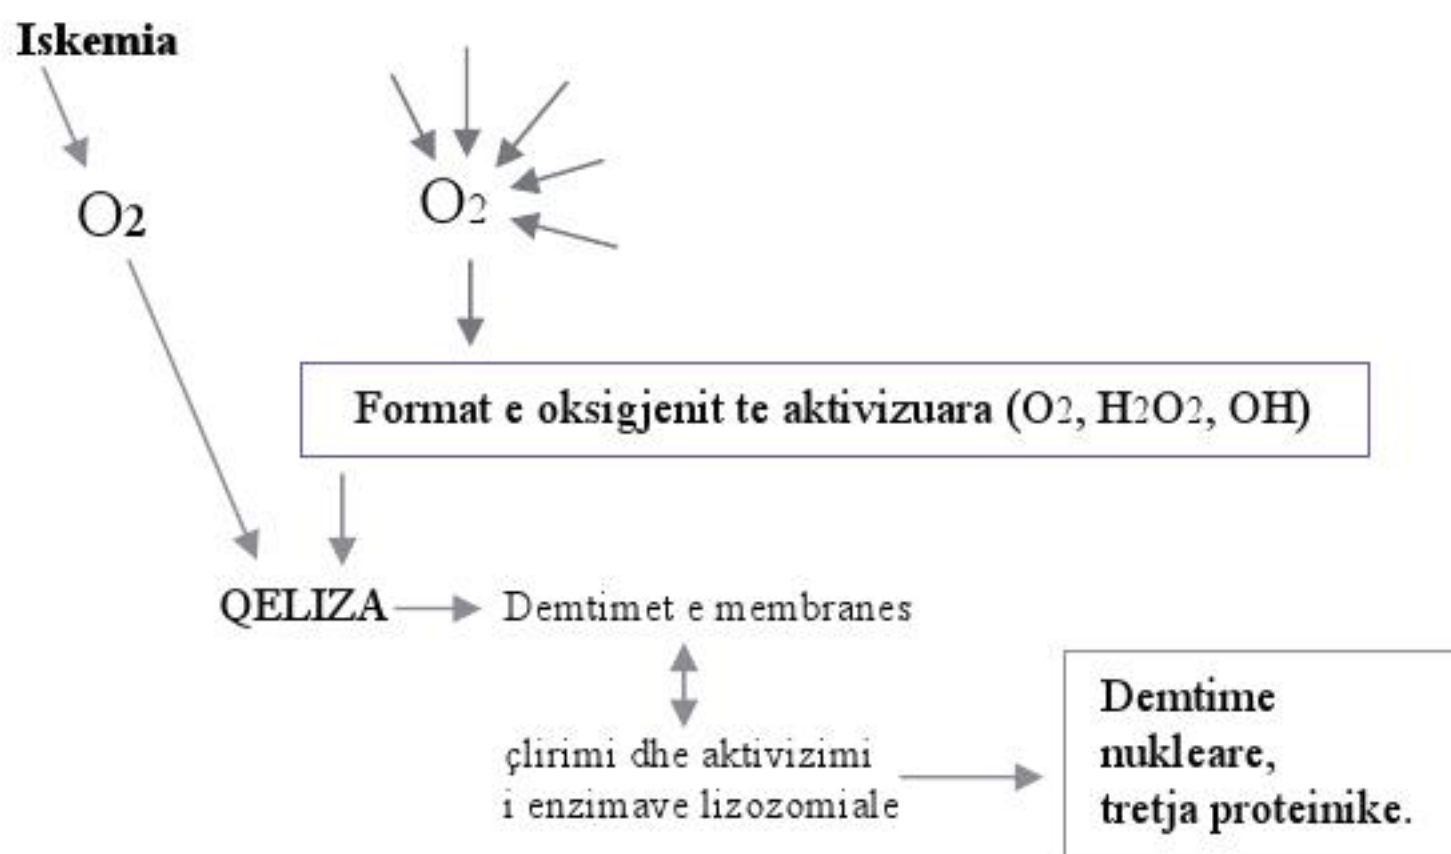 Iskemia
O2
O2
Format e oksigjenit te aktivizuara (O2, H2O2, OH)
QELIZA
Demtimet e membranes
çlirimi dhe aktivizimi
i enzimave lizozomiale
Demtime
nukleare,
tretja proteinike.